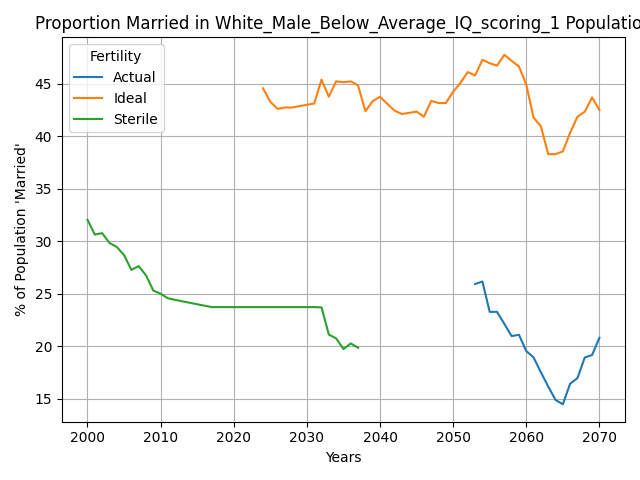 Proportion Married in White_Male_Below_Average_IQ_scoring_1 Populatio
Fertility
Actual
Ideal
Sterile
% of Population 'Married'
45
40
35
30
25
20
15
2000 2010 2020 2030 2040 2050 2060 2070
Years